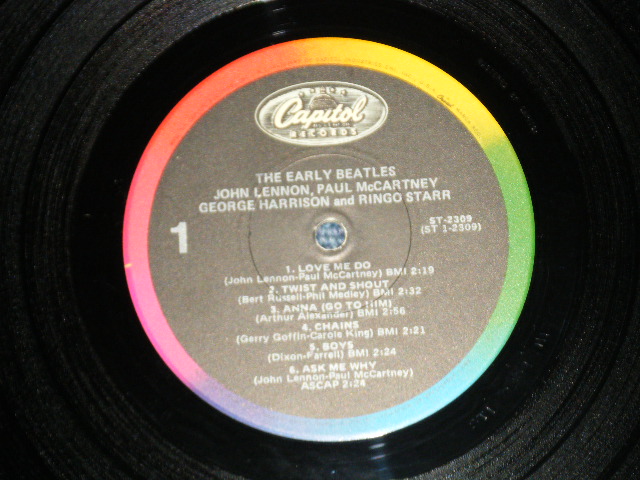 Capitol
RECORDS
THE EARLY BEATLES
JOHN LENNON, PAUL McCARTNEY
GEORGE HARRISON and RINGO STARR
1
ST-2309
(ST 1-2309)
1. LOVE ME DO
(John Lennon-Paul McCartney) BMI 2:19
2. TWIST AND SHOUT
(Bert Russell-Phil Medley) BMI 2:32
3. ANNA (GO TO HIM)
(Arthur Alexander) BMI 2:56
4. CHAINS
(Gerry Goffin-Carole King) BMI 2:21
5. BOYS
(Dixon-Farrell) BMI 2:24
6. ASK ME WHY
(John Lennon-Paul McCartney)
ASCAP 2:24